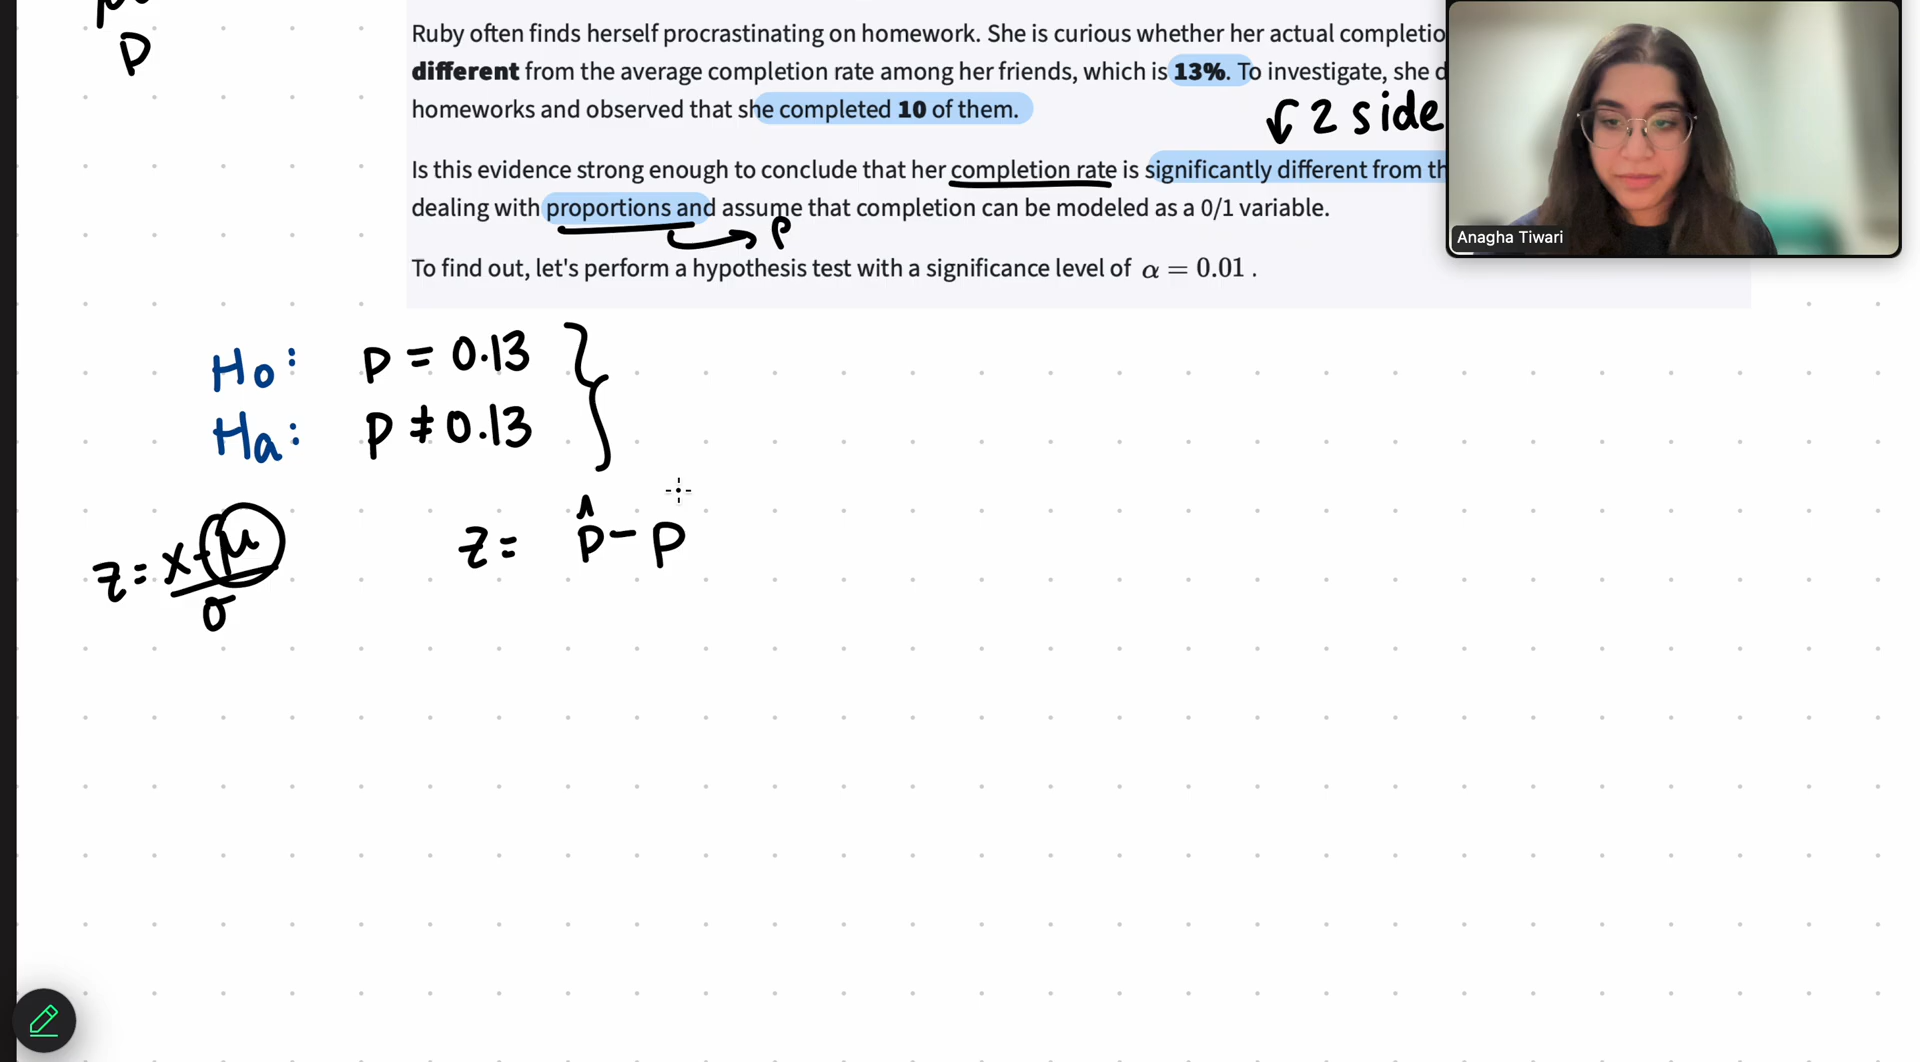 p
Ruby often finds herself procrastinating on homework. She is curious whether her actual completio
different from the average completion rate among her friends, which is 13%. To investigate, she d
homeworks and observed that she completed 10 of them.
↙ 2 side
Is this evidence strong enough to conclude that her completion rate is significantly different from th
dealing with proportions and assume that completion can be modeled as a 0/1 variable.
p
To find out, let's perform a hypothesis test with a significance level of α = 0.01 .
Anagha Tiwari
Ho: p = 0.13
Ha: p ≠ 0.13
z = x - μ / σ
z = p̂ - p